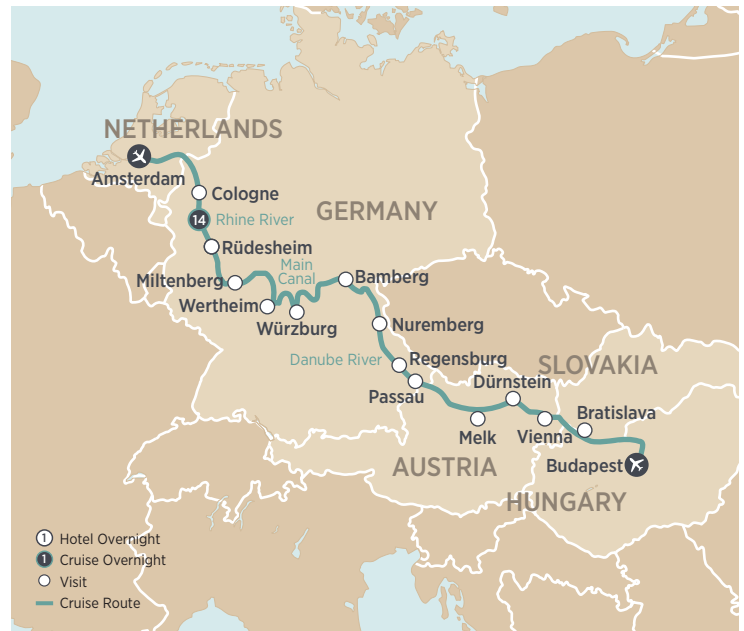 NETHERLANDS
Amsterdam
Cologne
GERMANY
14
Rhine River
Rüdesheim
Main
Canal
Miltenberg
Bamberg
Wertheim
Würzburg
Nuremberg
Danube River
Regensburg
SLOVAKIA
Passau
Dürnstein
Bratislava
Melk
Vienna
AUSTRIA
Budapest
HUNGARY
1 Hotel Overnight
1 Cruise Overnight
Visit
Cruise Route